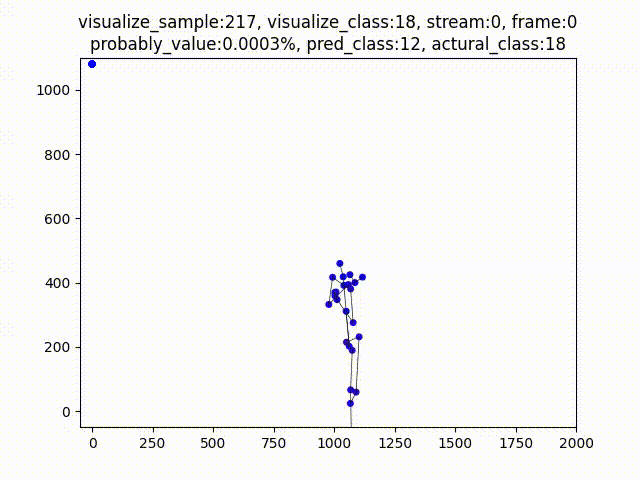 visualize_sample:217, visualize_class:18, stream:0, frame:0
probably_value:0.0003%, pred_class:12, actural_class:18
1000
800
600
400
200
0
0 250 500 750 1000 1250 1500 1750 2000